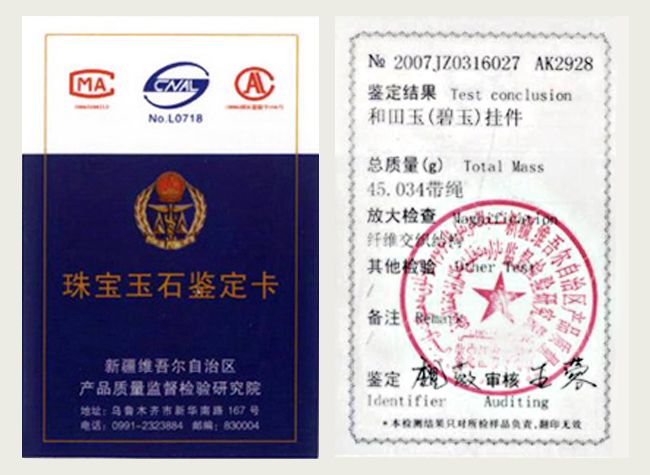 MA
CNAL
No.L0718
AL
珠宝玉石鉴定卡
新疆维吾尔自治区
产品质量监督检验研究院
地址：乌鲁木齐市新华南路 167 号
电话：0991-2323884 邮编：830004
№ 2007JZ0316027 AK2928
鉴定结果 Test conclusion
和田玉(碧玉)挂件
总质量(g) Total Mass
45.034带绳
放大检查 Magnification
纤维交织结构
其他检验 Other Test
/
备注 Remark
/
鉴定 审核 王蓉
Identifier Auditing
*本检测结果只对所检样品负责,翻印无效